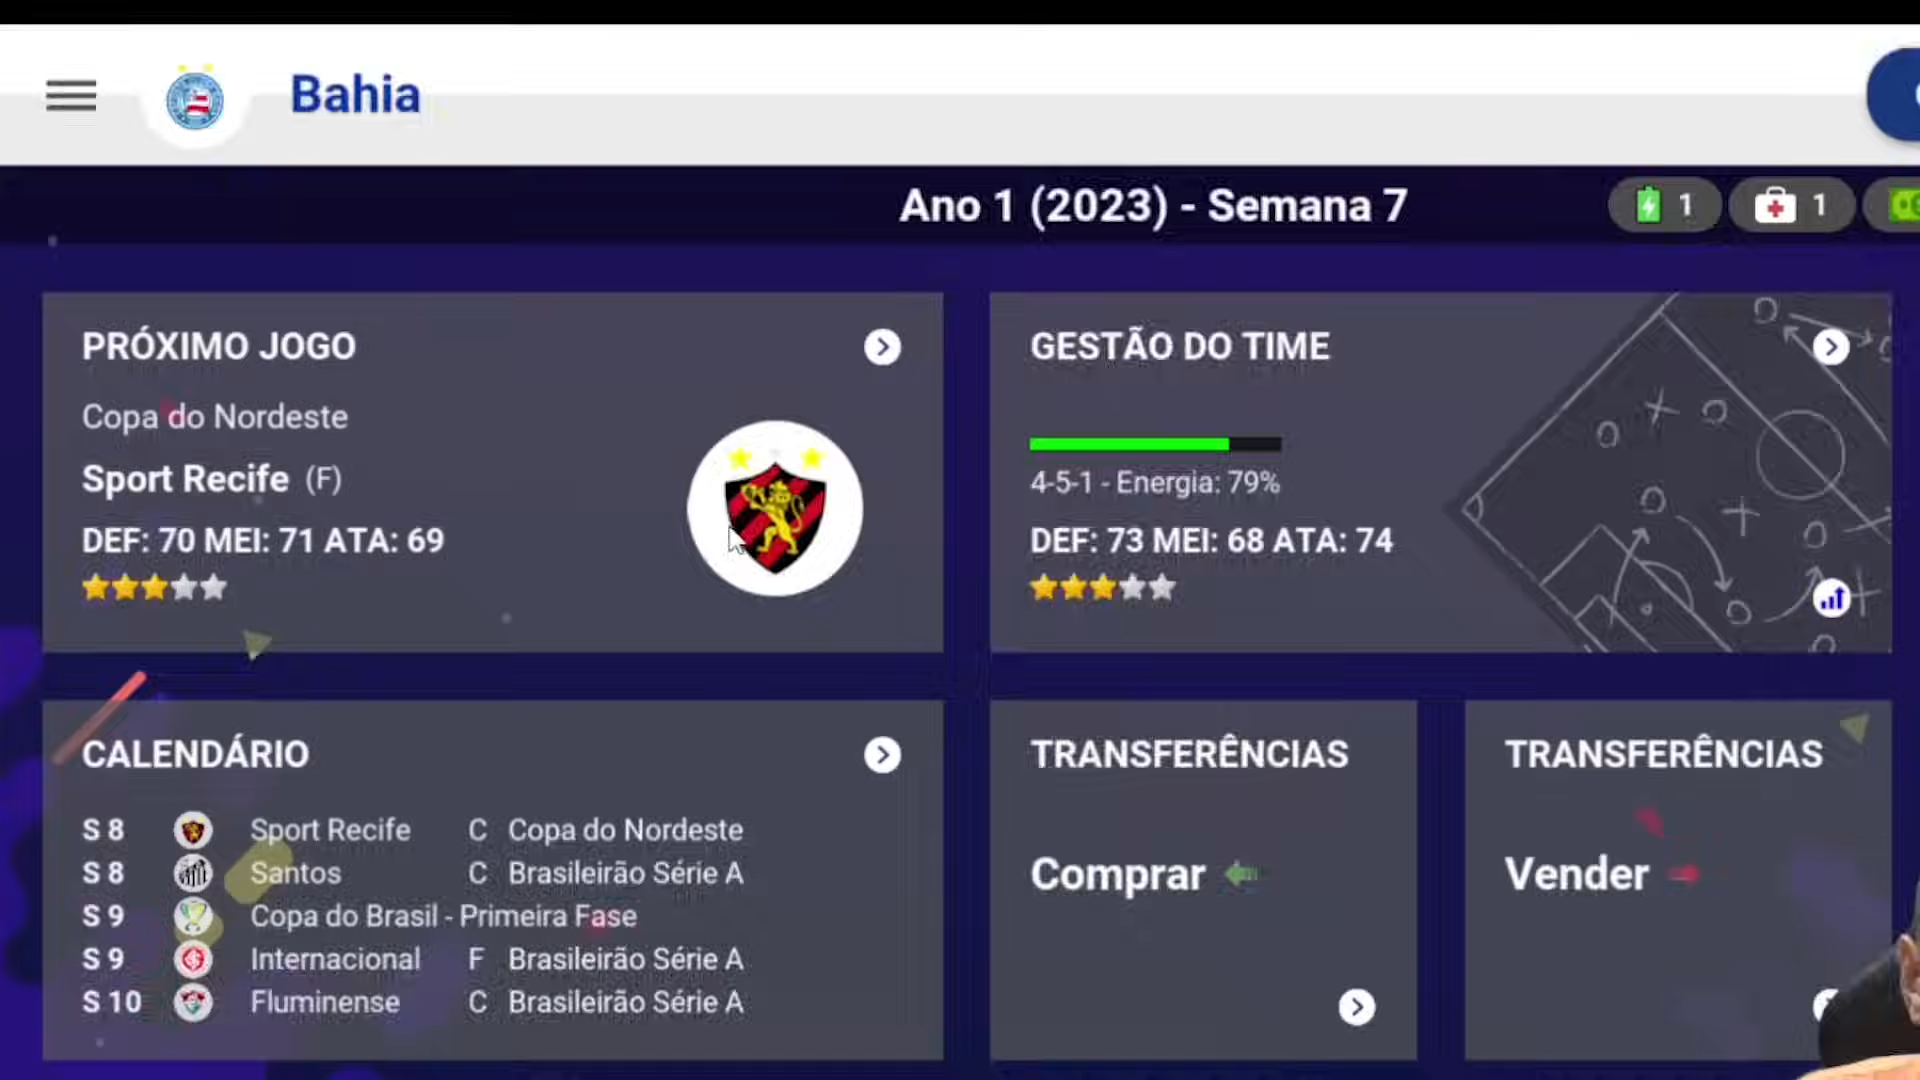 Bahia
Ano 1 (2023) - Semana 7
1
1
PRÓXIMO JOGO
Copa do Nordeste
Sport Recife (F)
DEF: 70 MEI: 71 ATA: 69
GESTÃO DO TIME
4-5-1 - Energia: 79%
DEF: 73 MEI: 68 ATA: 74
CALENDÁRIO
S 8 Sport Recife C Copa do Nordeste
S 8 Santos C Brasileirão Série A
S 9 Copa do Brasil - Primeira Fase
S 9 Internacional F Brasileirão Série A
S 10 Fluminense C Brasileirão Série A
TRANSFERÊNCIAS
Comprar
TRANSFERÊNCIAS
Vender